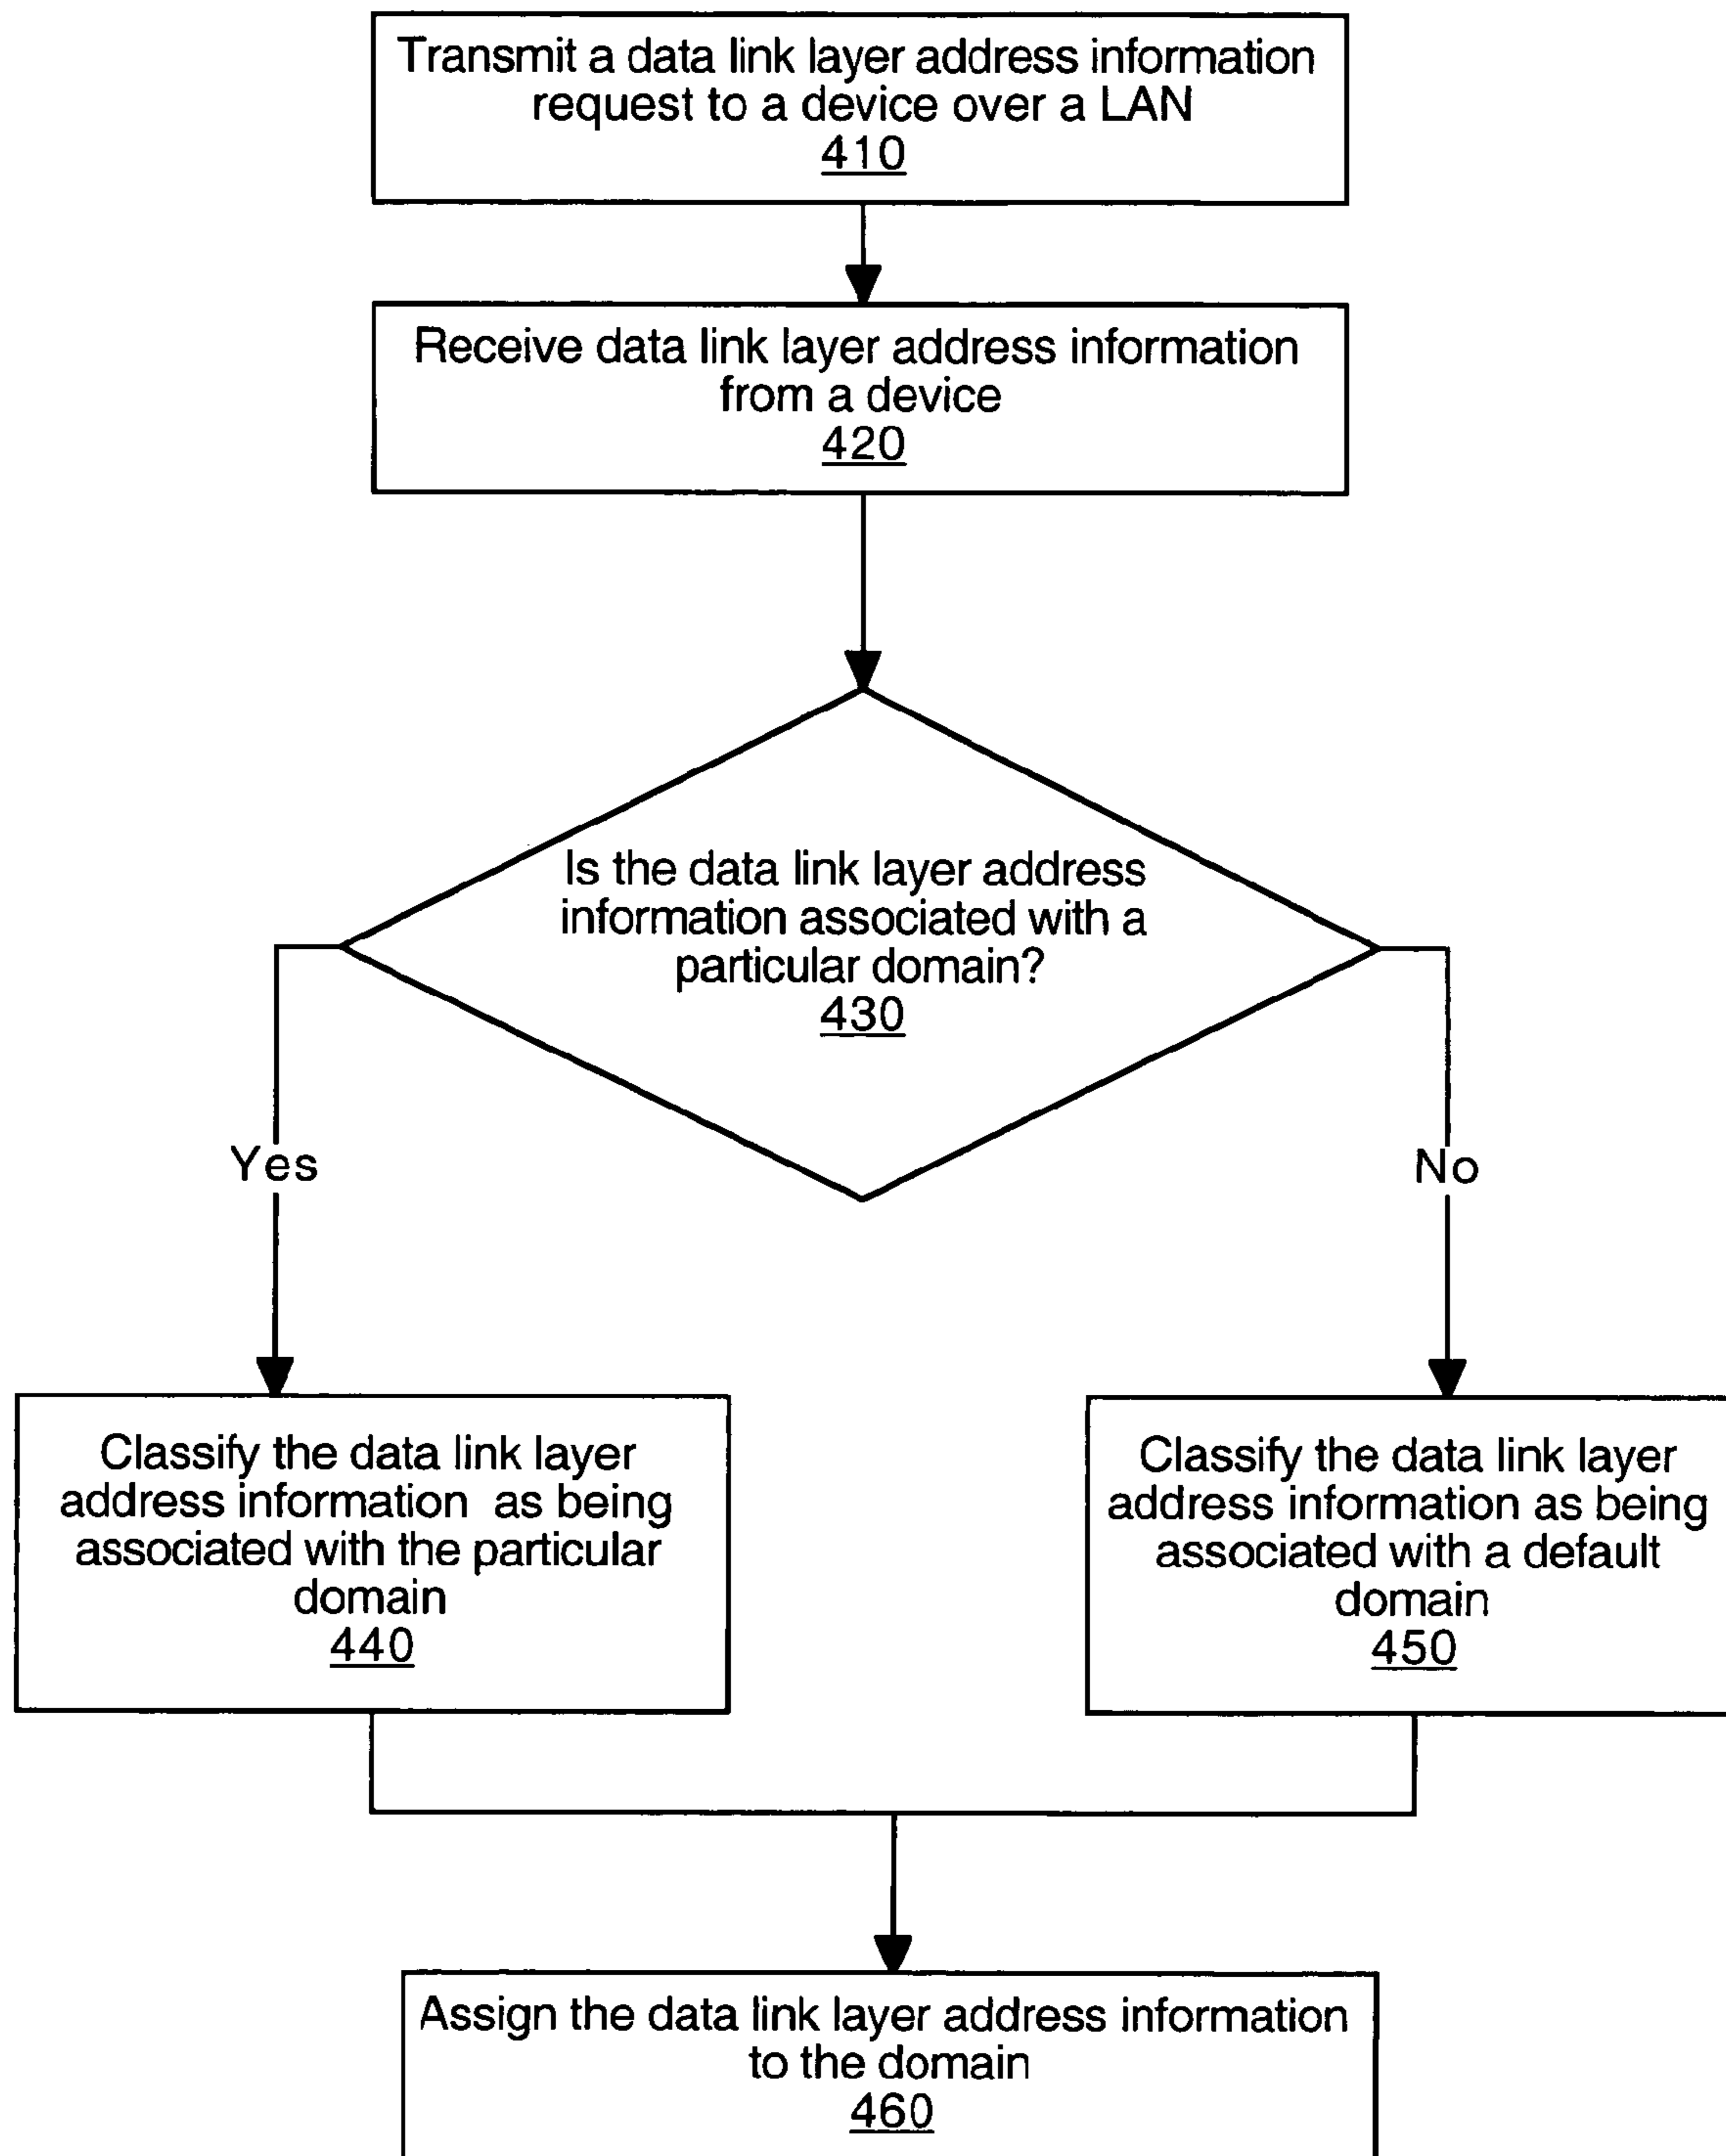 Transmit a data link layer address information
request to a device over a LAN
410
Receive data link layer address information
from a device
420
Is the data link layer address
information associated with a
particular domain?
430
Yes
No
Classify the data link layer
address information as being
associated with the particular
domain
440
Classify the data link layer
address information as being
associated with a default
domain
450
Assign the data link layer address information
to the domain
460